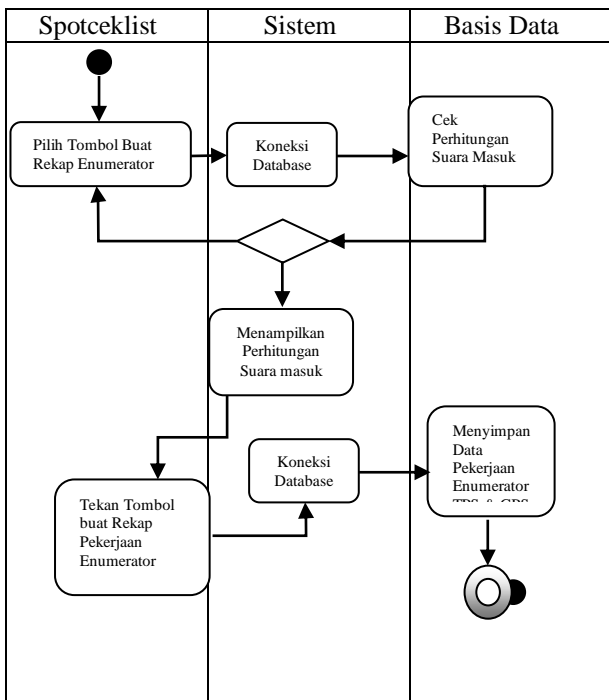 Spotceklist
Sistem
Basis Data
Pilih Tombol Buat
Rekap Enumerator
Koneksi
Database
Cek
Perhitungan
Suara Masuk
Menampilkan
Perhitungan
Suara masuk
Tekan Tombol
buat Rekap
Pekerjaan
Enumerator
Koneksi
Database
Menyimpan
Data
Pekerjaan
Enumerator